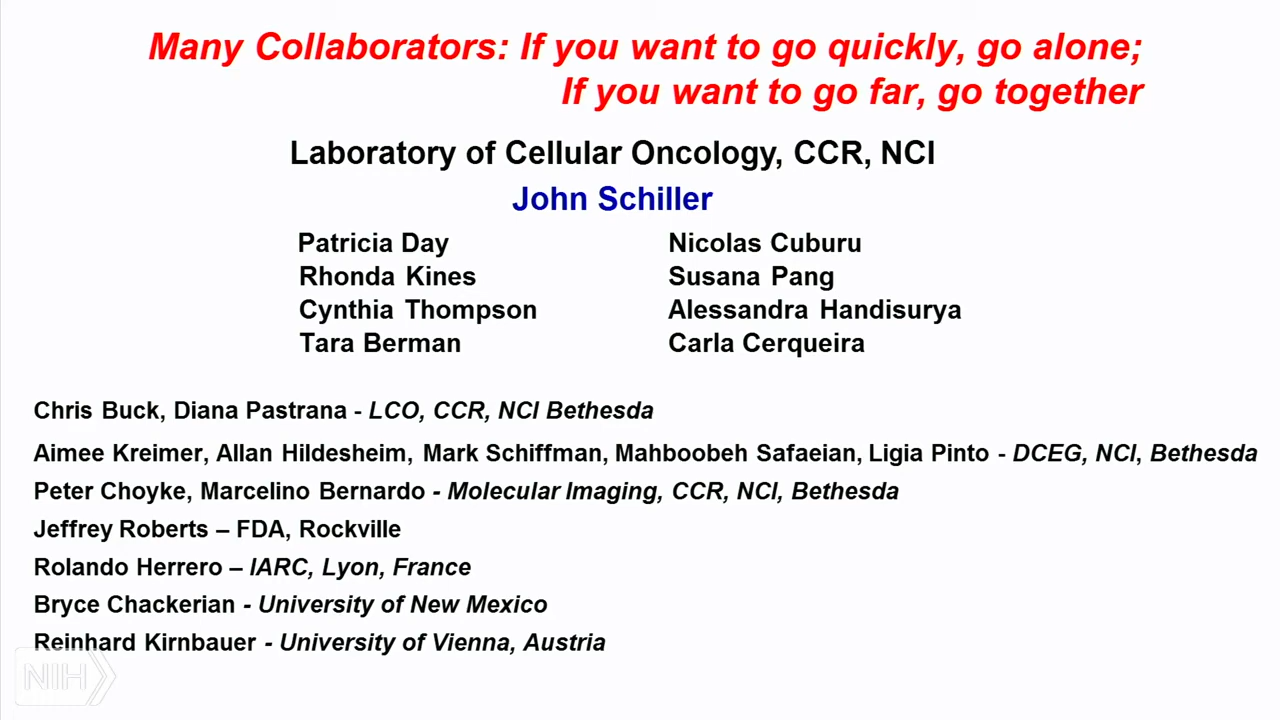 Many Collaborators: If you want to go quickly, go alone;
If you want to go far, go together
Laboratory of Cellular Oncology, CCR, NCI
John Schiller
Patricia Day
Rhonda Kines
Cynthia Thompson
Tara Berman
Nicolas Cuburu
Susana Pang
Alessandra Handisurya
Carla Cerqueira
Chris Buck, Diana Pastrana - LCO, CCR, NCI Bethesda
Aimee Kreimer, Allan Hildesheim, Mark Schiffman, Mahboobeh Safaeian, Ligia Pinto - DCEG, NCI, Bethesda
Peter Choyke, Marcelino Bernardo - Molecular Imaging, CCR, NCI, Bethesda
Jeffrey Roberts – FDA, Rockville
Rolando Herrero – IARC, Lyon, France
Bryce Chackerian - University of New Mexico
Reinhard Kirnbauer - University of Vienna, Austria
NIH